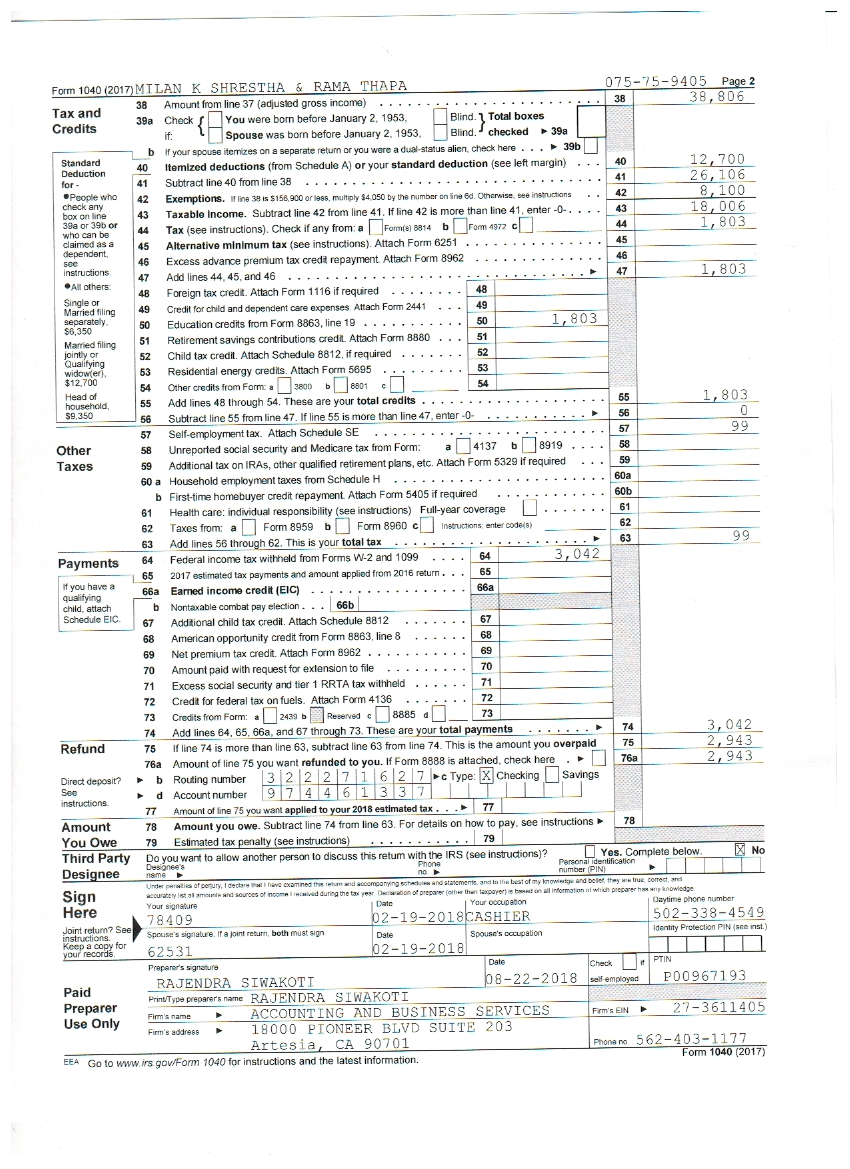 Form 1040 (2017) MILAN K SHRESTHA & RAMA THAPA 075-75-9405 Page 2
Tax and Credits
38 Amount from line 37 (adjusted gross income) 38 38,806
39a Check if: You were born before January 2, 1953, Blind. Total boxes
Spouse was born before January 2, 1953, Blind. checked ► 39a
b If your spouse itemizes on a separate return or you were a dual-status alien, check here . . . ► 39b
Standard Deduction for -
●People who check any box on line 39a or 39b or who can be claimed as a dependent, see instructions.
●All others:
Single or Married filing separately, $6,350
Married filing jointly or Qualifying widow(er), $12,700
Head of household, $9,350
40 Itemized deductions (from Schedule A) or your standard deduction (see left margin) . . . 40 12,700
41 Subtract line 40 from line 38 41 26,106
42 Exemptions. If line 38 is $156,900 or less, multiply $4,050 by the number on line 6d. Otherwise, see instructions . . 42 8,100
43 Taxable income. Subtract line 42 from line 41. If line 42 is more than line 41, enter -0- . . . . 43 18,006
44 Tax (see instructions). Check if any from: a Form(s) 8814 b Form 4972 c 44 1,803
45 Alternative minimum tax (see instructions). Attach Form 6251 45
46 Excess advance premium tax credit repayment. Attach Form 8962 46
47 Add lines 44, 45, and 46 ► 47 1,803
48 Foreign tax credit. Attach Form 1116 if required 48
49 Credit for child and dependent care expenses. Attach Form 2441 . . . 49
50 Education credits from Form 8863, line 19 50 1,803
51 Retirement savings contributions credit. Attach Form 8880 . . . 51
52 Child tax credit. Attach Schedule 8812, if required 52
53 Residential energy credits. Attach Form 5695 53
54 Other credits from Form: a 3800 b 8801 c 54
55 Add lines 48 through 54. These are your total credits 55 1,803
56 Subtract line 55 from line 47. If line 55 is more than line 47, enter -0- ► 56 0
Other Taxes
57 Self-employment tax. Attach Schedule SE 57 99
58 Unreported social security and Medicare tax from Form: a 4137 b 8919 . . . . 58
59 Additional tax on IRAs, other qualified retirement plans, etc. Attach Form 5329 if required . . . 59
60 a Household employment taxes from Schedule H 60a
b First-time homebuyer credit repayment. Attach Form 5405 if required 60b
61 Health care: individual responsibility (see instructions) Full-year coverage 61
62 Taxes from: a Form 8959 b Form 8960 c Instructions; enter code(s) 62
63 Add lines 56 through 62. This is your total tax ► 63 99
Payments
If you have a qualifying child, attach Schedule EIC.
64 Federal income tax withheld from Forms W-2 and 1099 . . . . 64 3,042
65 2017 estimated tax payments and amount applied from 2016 return . . . 65
66a Earned income credit (EIC) 66a
b Nontaxable combat pay election . . . 66b
67 Additional child tax credit. Attach Schedule 8812 67
68 American opportunity credit from Form 8863, line 8 68
69 Net premium tax credit. Attach Form 8962 69
70 Amount paid with request for extension to file 70
71 Excess social security and tier 1 RRTA tax withheld 71
72 Credit for federal tax on fuels. Attach Form 4136 72
73 Credits from Form: a 2439 b Reserved c 8885 d 73
74 Add lines 64, 65, 66a, and 67 through 73. These are your total payments ► 74 3,042
Refund
75 If line 74 is more than line 63, subtract line 63 from line 74. This is the amount you overpaid 75 2,943
76a Amount of line 75 you want refunded to you. If Form 8888 is attached, check here . ► 76a 2,943
Direct deposit? See instructions.
► b Routing number 322271627 ► c Type: X Checking Savings
► d Account number 974461337
77 Amount of line 75 you want applied to your 2018 estimated tax . . . ► 77
Amount You Owe
78 Amount you owe. Subtract line 74 from line 63. For details on how to pay, see instructions ► 78
79 Estimated tax penalty (see instructions) 79
Third Party Designee
Do you want to allow another person to discuss this return with the IRS (see instructions)? Yes. Complete below. X No
Designee's name ► Phone no. ► Personal identification number (PIN) ►
Sign Here
Under penalties of perjury, I declare that I have examined this return and accompanying schedules and statements, and to the best of my knowledge and belief, they are true, correct, and
accurately list all amounts and sources of income I received during the tax year. Declaration of preparer (other than taxpayer) is based on all information of which preparer has any knowledge.
Joint return? See instructions. Keep a copy for your records.
Your signature Date Your occupation Daytime phone number
78409 02-19-2018 CASHIER 502-338-4549
Spouse's signature. If a joint return, both must sign. Date Spouse's occupation Identity Protection PIN (see inst.)
62531 02-19-2018
Paid Preparer Use Only
Preparer's signature Date Check if self-employed PTIN
RAJENDRA SIWAKOTI 08-22-2018 P00967193
Print/Type preparer's name RAJENDRA SIWAKOTI
Firm's name ► ACCOUNTING AND BUSINESS SERVICES Firm's EIN ► 27-3611405
Firm's address ► 18000 PIONEER BLVD SUITE 203
Artesia, CA 90701 Phone no. 562-403-1177
EEA Go to www.irs.gov/Form 1040 for instructions and the latest information. Form 1040 (2017)